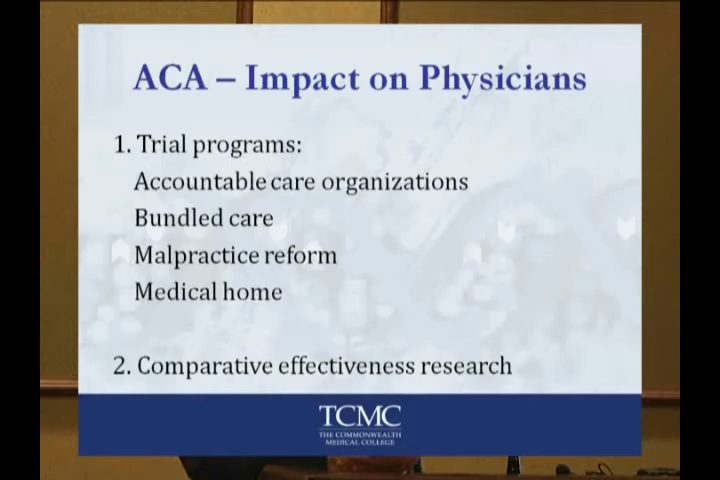 ACA – Impact on Physicians
1. Trial programs:
Accountable care organizations
Bundled care
Malpractice reform
Medical home
2. Comparative effectiveness research
TCMC
THE COMMONWEALTH
MEDICAL COLLEGE